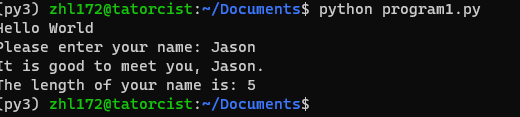 (py3) zhl172@tatorcist:~/Documents$ python program1.py
Hello World
Please enter your name: Jason
It is good to meet you, Jason.
The length of your name is: 5
(py3) zhl172@tatorcist:~/Documents$